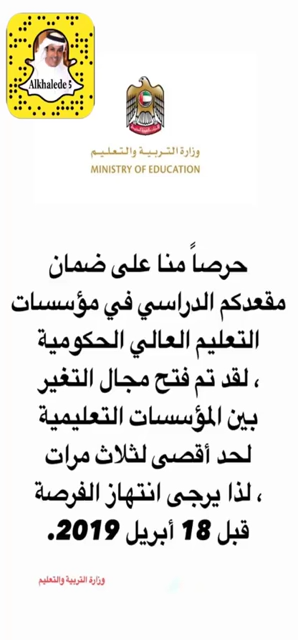 Alkhalede 5
وزارة التربية والتعليم
MINISTRY OF EDUCATION
حرصاً منا على ضمان
مقعدكم الدراسي في مؤسسات
التعليم العالي الحكومية
، لقد تم فتح مجال التغير
بين المؤسسات التعليمية
لحد أقصى لثلاث مرات
، لذا يرجى انتهاز الفرصة
قبل 18 أبريل 2019.
وزارة التربية والتعليم